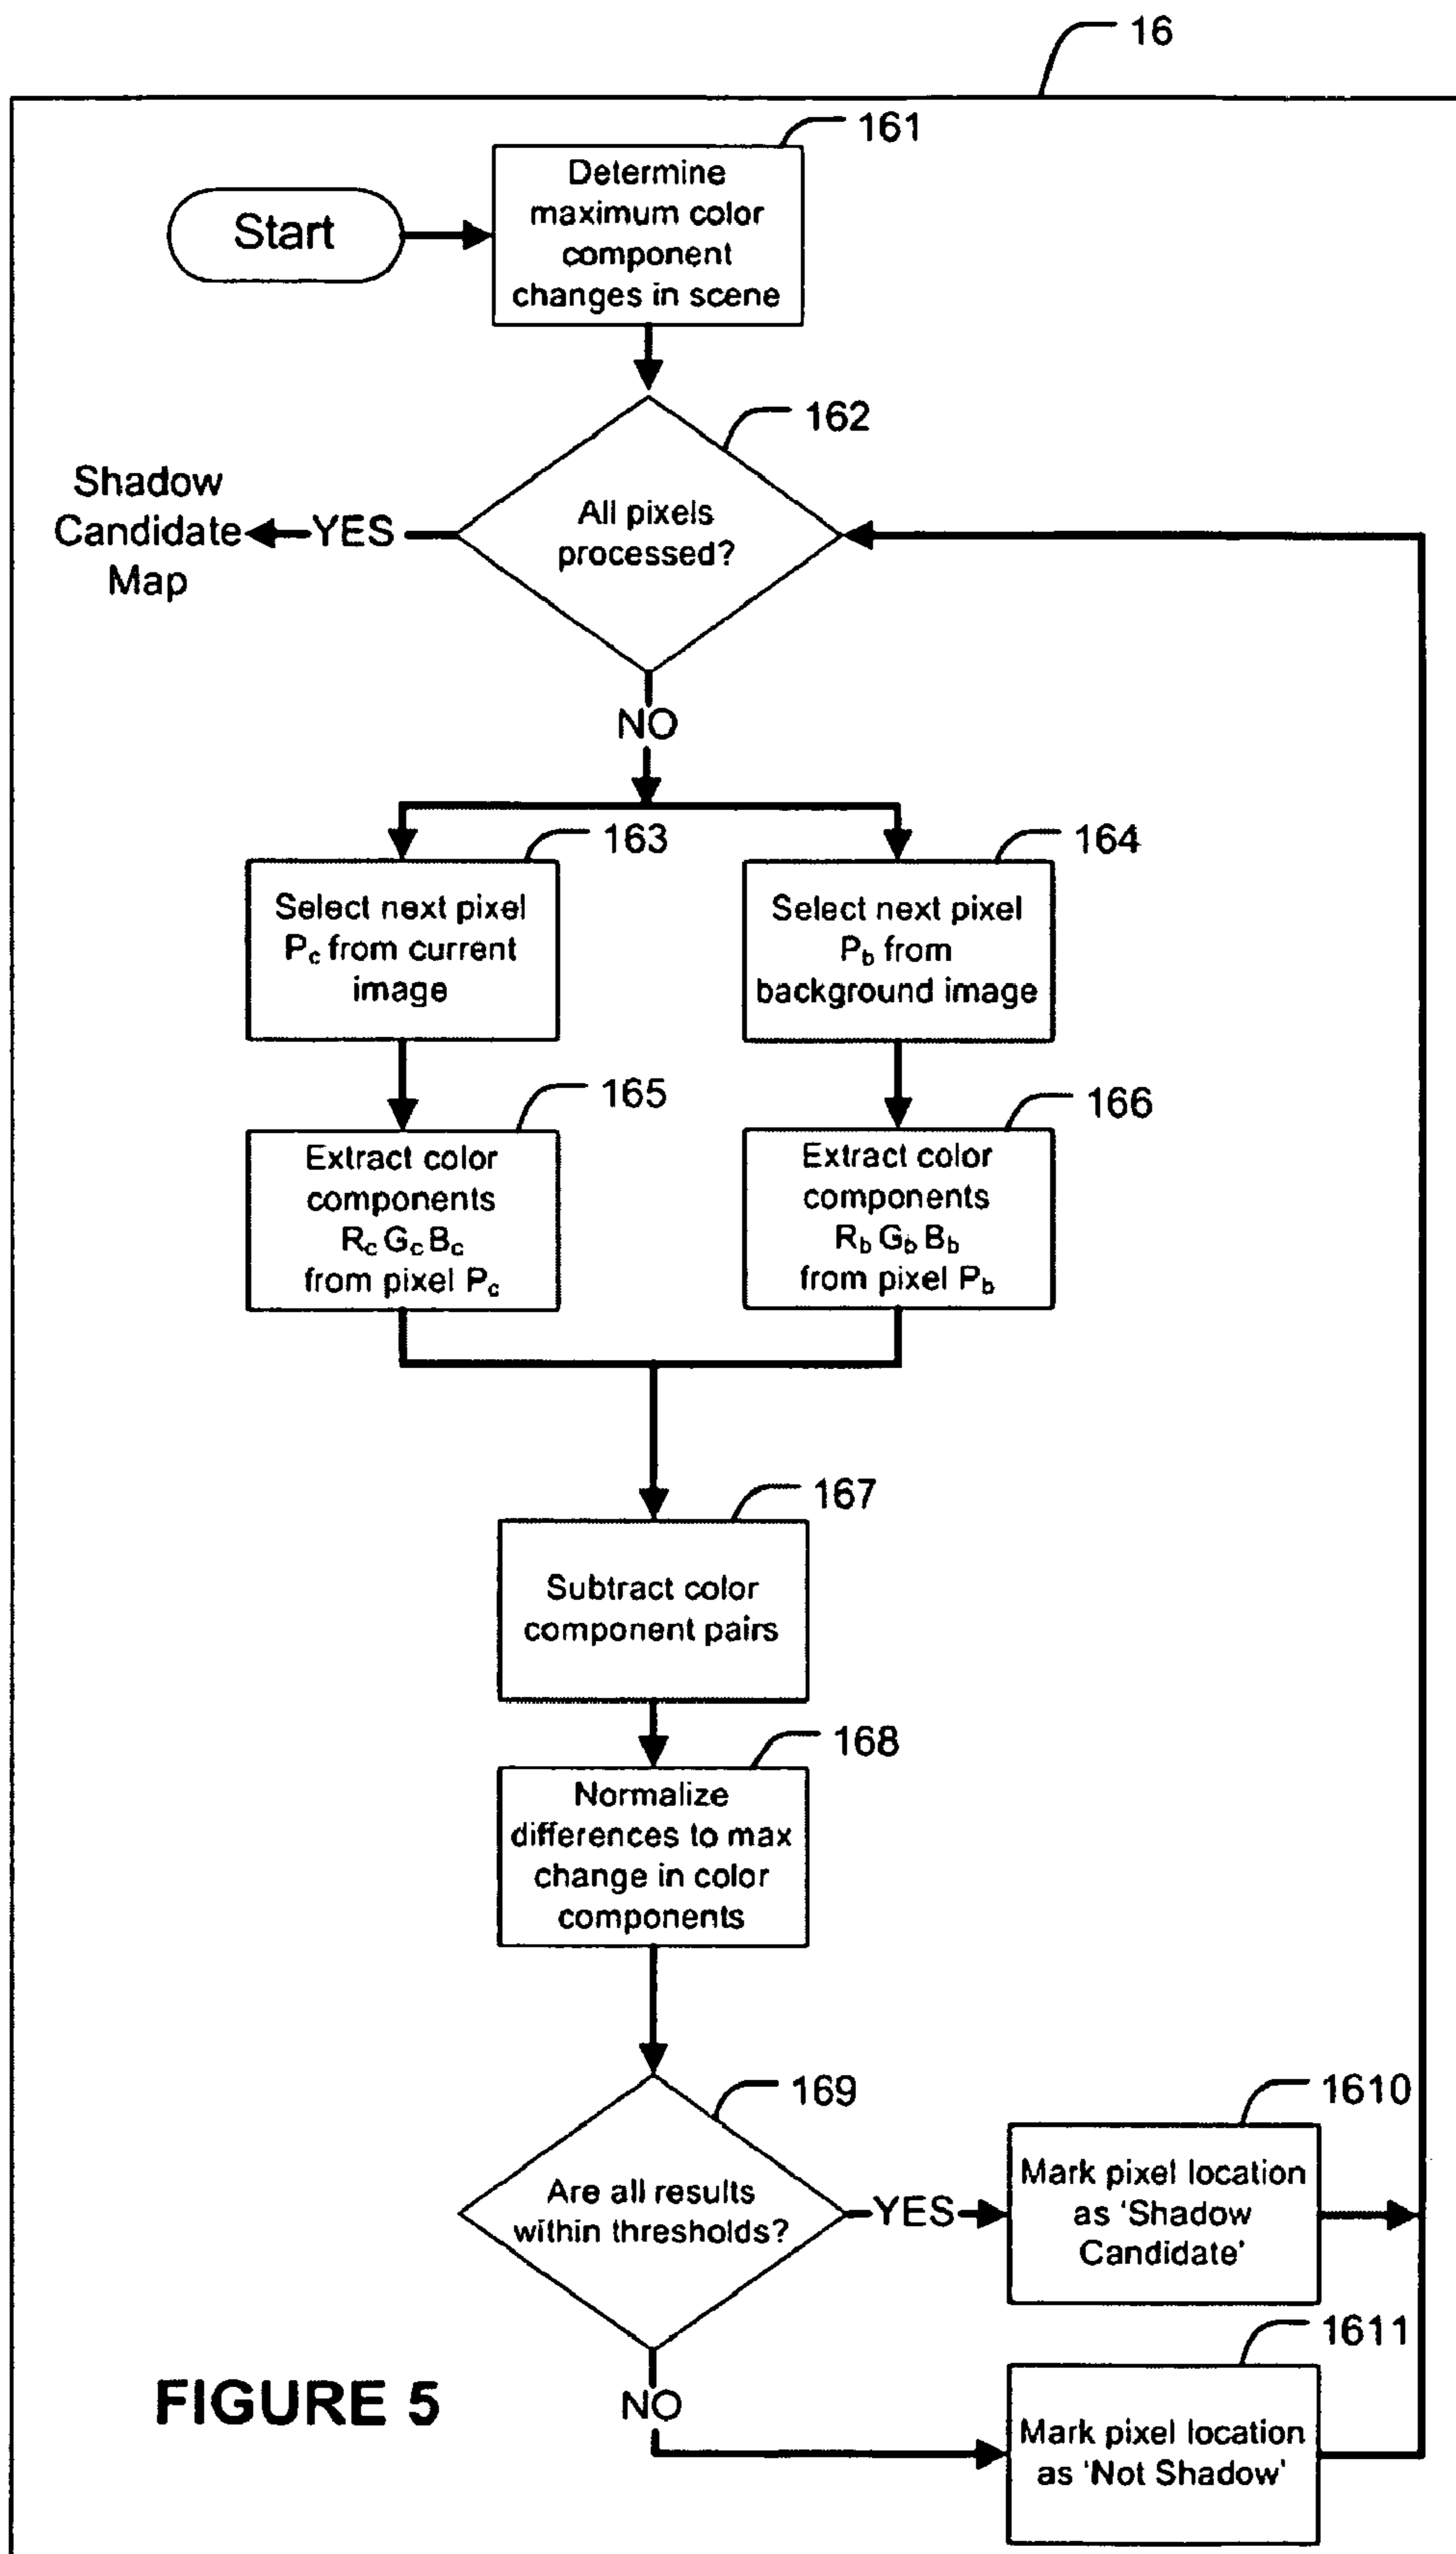 16
161
Determine
maximum color
component
changes in scene
Start
162
All pixels
processed?
YES
Shadow
Candidate
Map
NO
163
Select next pixel
Pc from current
image
164
Select next pixel
Pb from
background image
165
Extract color
components
Rc Gc Bc
from pixel Pc
166
Extract color
components
Rb Gb Bb
from pixel Pb
167
Subtract color
component pairs
168
Normalize
differences to max
change in color
components
169
Are all results
within thresholds?
YES
1610
Mark pixel location
as ‘Shadow
Candidate’
NO
1611
Mark pixel location
as ‘Not Shadow’
FIGURE 5